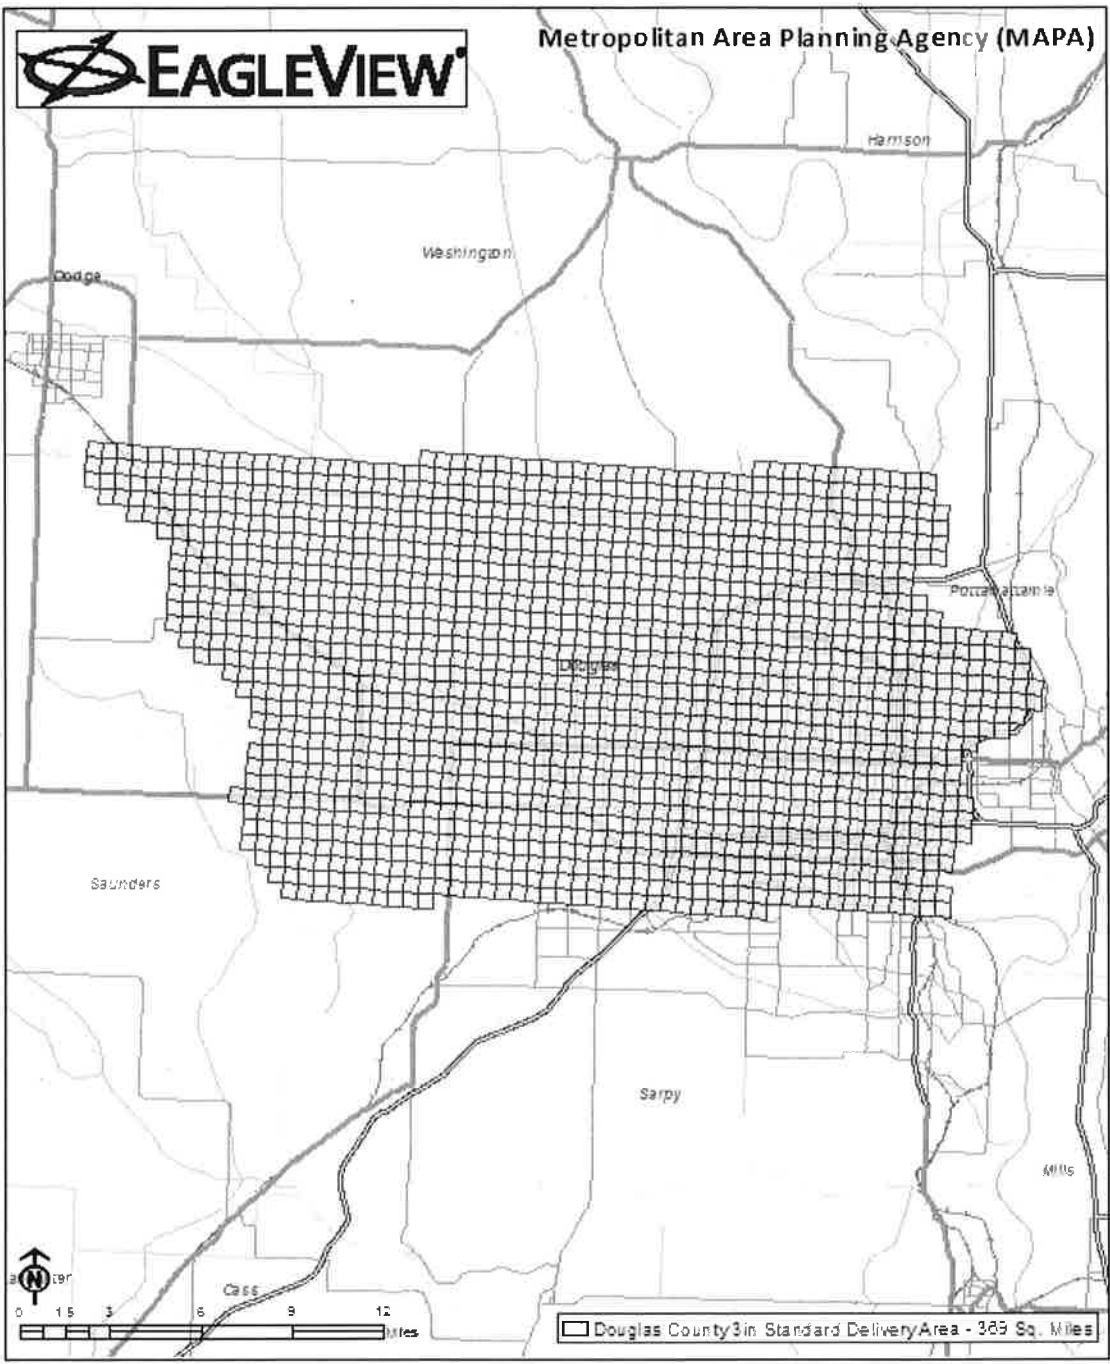 EAGLEVIEW®
Metropolitan Area Planning Agency (MAPA)
Harrison
Washington
Dodge
Pottawattamie
Douglas
Saunders
Sarpy
Mills
N
Cass
0 1.5 3 6 9 12
Miles
Douglas County 3in Standard Delivery Area - 369 Sq. Miles